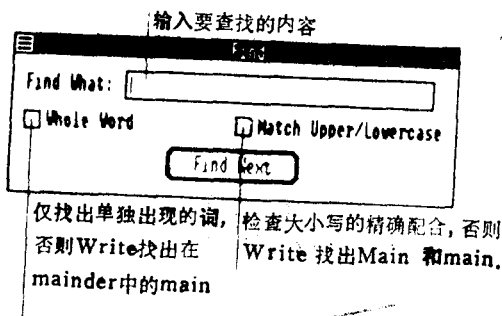 输入要查找的内容
Find
Find What:
Whole Word
Match Upper/Lowercase
Find Next
仅找出单独出现的词,
否则Write找出在
mainder中的main
检查大小写的精确配合,否则
Write 找出Main 和main.